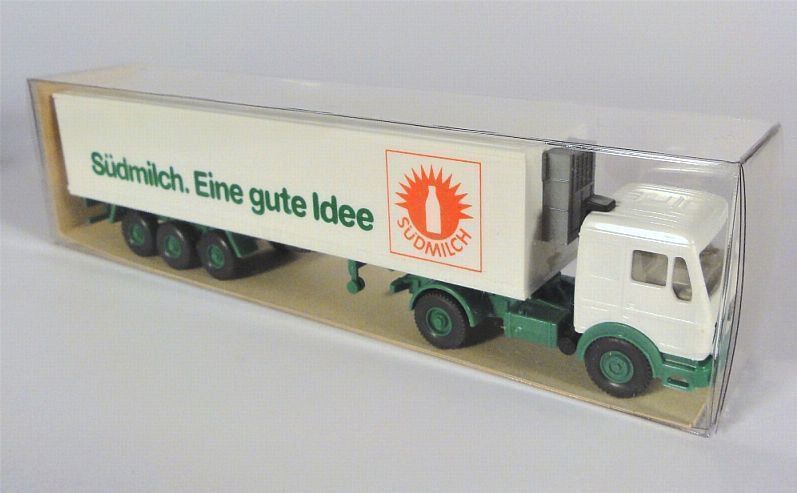 Südmilch. Eine gute Idee
SÜDMILCH